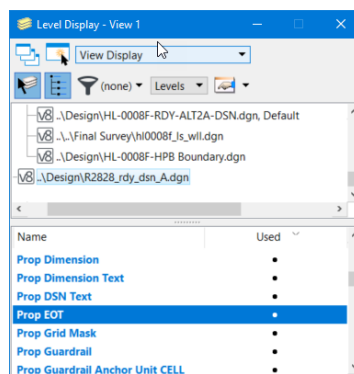 Level Display - View 1
View Display
(none) Levels
V8 ..\Design\HL-0008F-RDY-ALT2A-DSN.dgn, Default
V8 ..\..\Final Survey\hl0008f_ls_wll.dgn
V8 ..\Design\HL-0008F-HPB Boundary.dgn
V8 ..\Design\R2828_rdy_dsn_A.dgn
Name Used
Prop Dimension
Prop Dimension Text
Prop DSN Text
Prop EOT
Prop Grid Mask
Prop Guardrail
Prop Guardrail Anchor Unit CELL